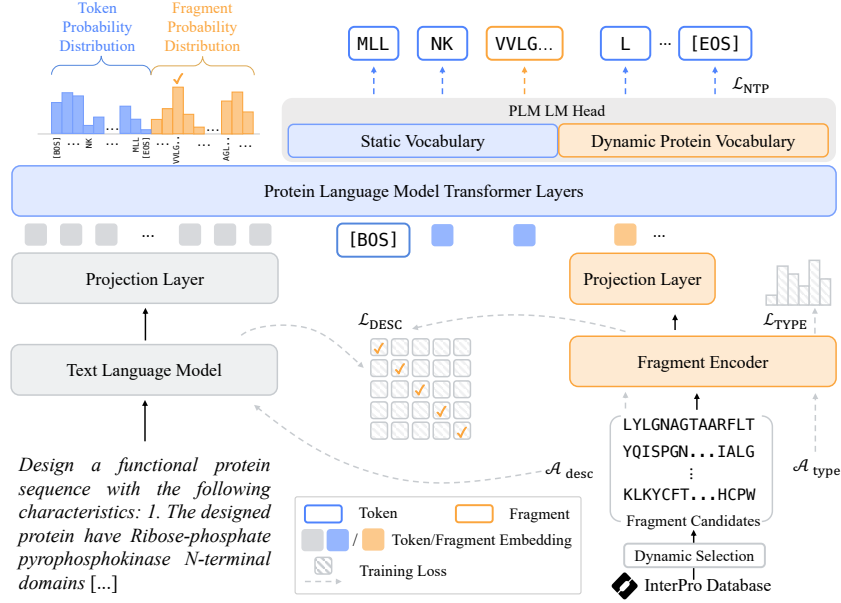 Token
Probability
Distribution
Fragment
Probability
Distribution
[BOS]
...
NK
...
MLL
[EOS]
...
VVLG..
...
AGL..
...
MLL
NK
VVLG...
L
...
[EOS]
ℒNTP
PLM LM Head
Static Vocabulary
Dynamic Protein Vocabulary
Protein Language Model Transformer Layers
...
[BOS]
...
Projection Layer
Projection Layer
ℒDESC
ℒTYPE
Text Language Model
Fragment Encoder
LYLGNAGTAARFLT
YQISPGN...IALG
⋮
KLKYCFT...HCPW
Fragment Candidates
𝒜 desc
𝒜 type
Dynamic Selection
InterPro Database
Design a functional protein
sequence with the following
characteristics: 1. The designed
protein have Ribose-phosphate
pyrophosphokinase N-terminal
domains [...]
Token
Fragment
/ Token/Fragment Embedding
Training Loss